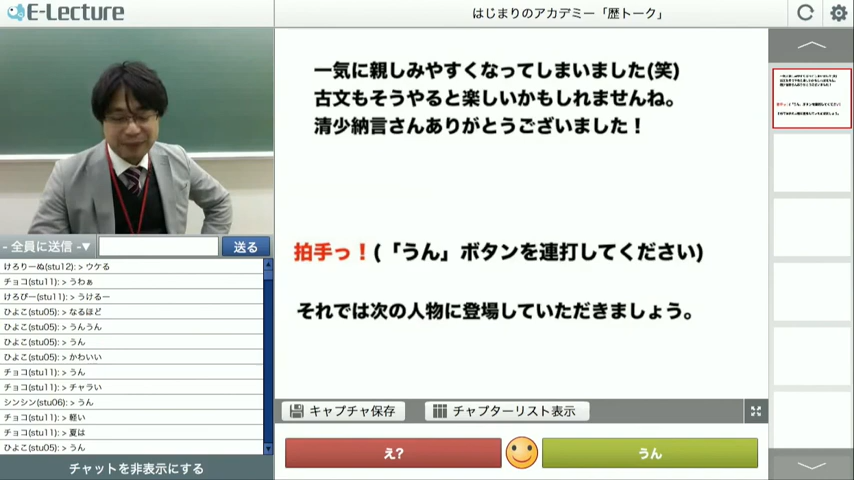 E-Lecture
はじまりのアカデミー「歴トーク」
一気に親しみやすくなってしまいました(笑)
古文もそうやると楽しいかもしれませんね。
清少納言さんありがとうございました！
拍手っ！(「うん」ボタンを連打してください)
それでは次の人物に登場していただきましょう。
- 全員に送信 -▼
送る
けろりーぬ(stu12): > ウケる
チョコ(stu11): > うわぁ
けろぴー(stu11): > うけるー
ひよこ(stu05): > なるほど
ひよこ(stu05): > うんうん
ひよこ(stu05): > うん
ひよこ(stu05): > かわいい
チョコ(stu11): > うん
チョコ(stu11): > チャラい
シンシン(stu06): > うん
チョコ(stu11): > 軽い
チョコ(stu11): > 夏は
ひよこ(stu05): > うん
チャットを非表示にする
キャプチャ保存
チャプターリスト表示
え?
うん